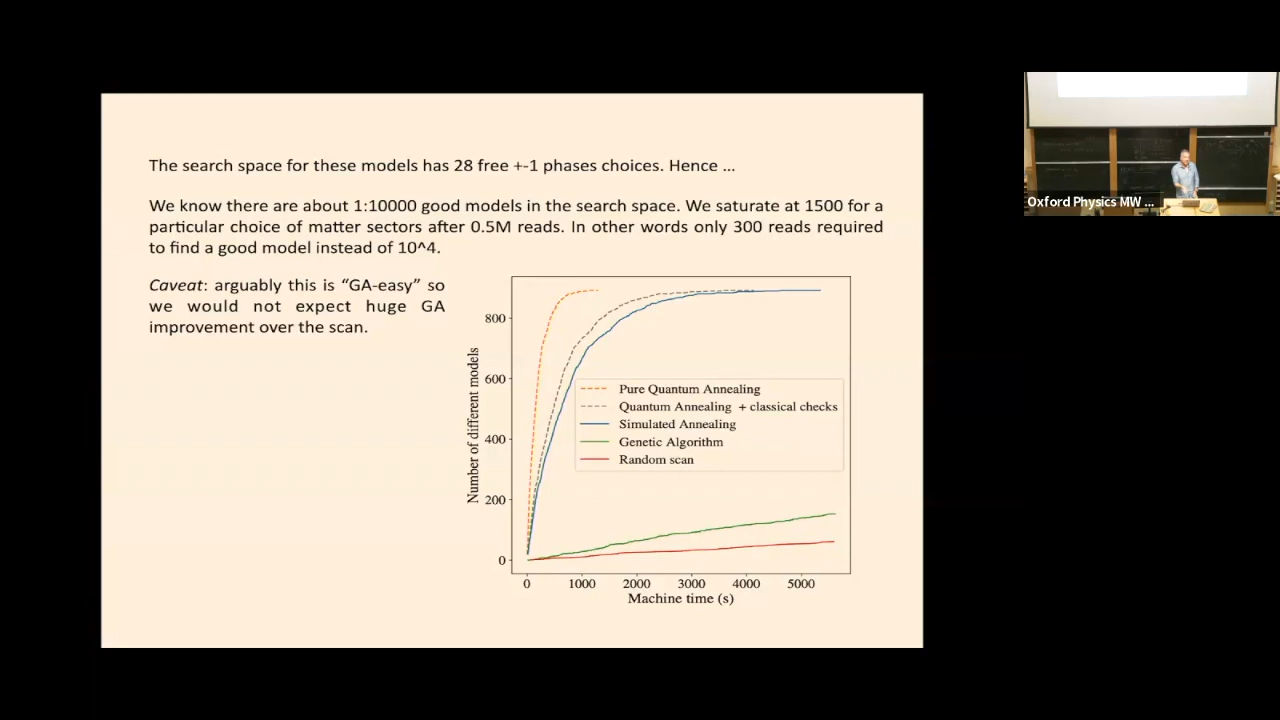 The search space for these models has 28 free +-1 phases choices. Hence ...
We know there are about 1:10000 good models in the search space. We saturate at 1500 for a
particular choice of matter sectors after 0.5M reads. In other words only 300 reads required
to find a good model instead of 10^4.
Caveat: arguably this is “GA-easy” so
we would not expect huge GA
improvement over the scan.
Number of different models
800
600
400
200
0
Pure Quantum Annealing
Quantum Annealing + classical checks
Simulated Annealing
Genetic Algorithm
Random scan
0 1000 2000 3000 4000 5000
Machine time (s)
Oxford Physics MW ...